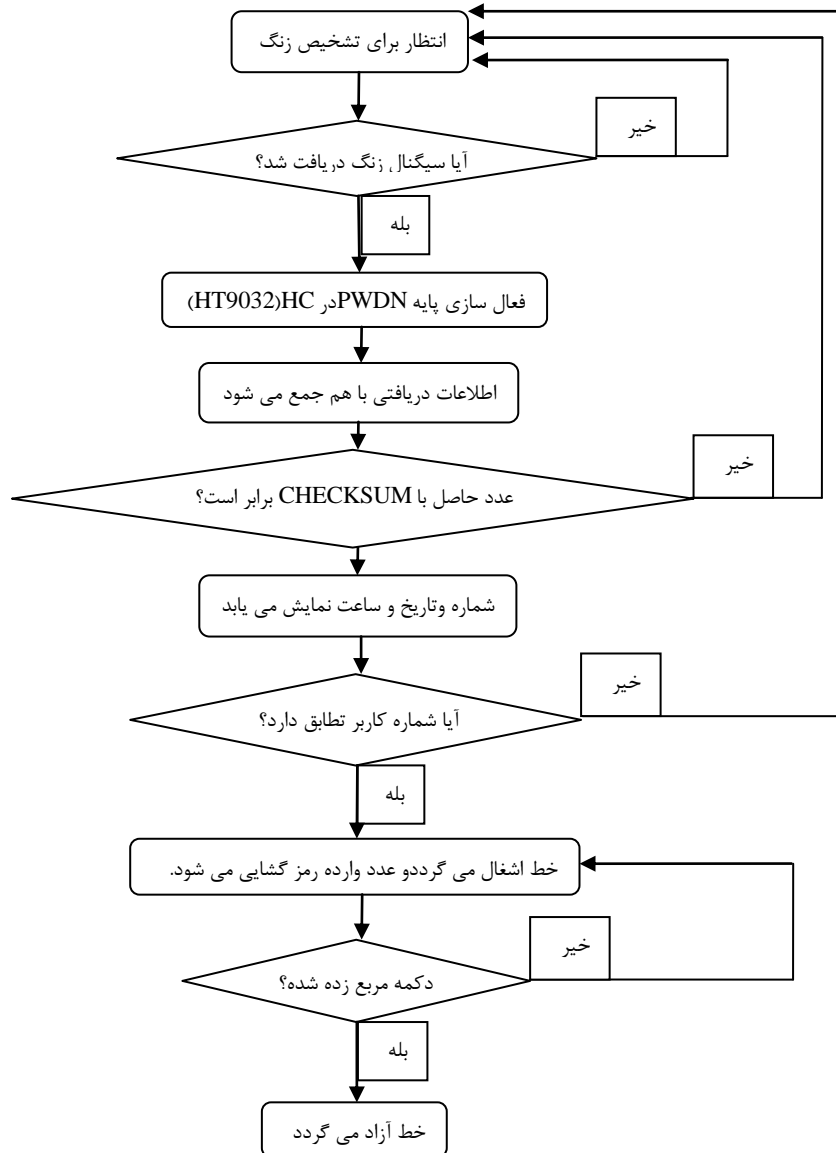 انتظار برای تشخیص زنگ
خیر
آیا سیگنال زنگ دریافت شد؟
بله
فعال سازی پایه PWDNدر HC(HT9032)
اطلاعات دریافتی با هم جمع می شود
خیر
عدد حاصل با CHECKSUM برابر است؟
شماره وتاریخ و ساعت نمایش می یابد
خیر
آیا شماره کاربر تطابق دارد؟
بله
خط اشغال می گرددو عدد وارده رمز گشایی می شود.
خیر
دکمه مربع زده شده؟
بله
خط آزاد می گردد